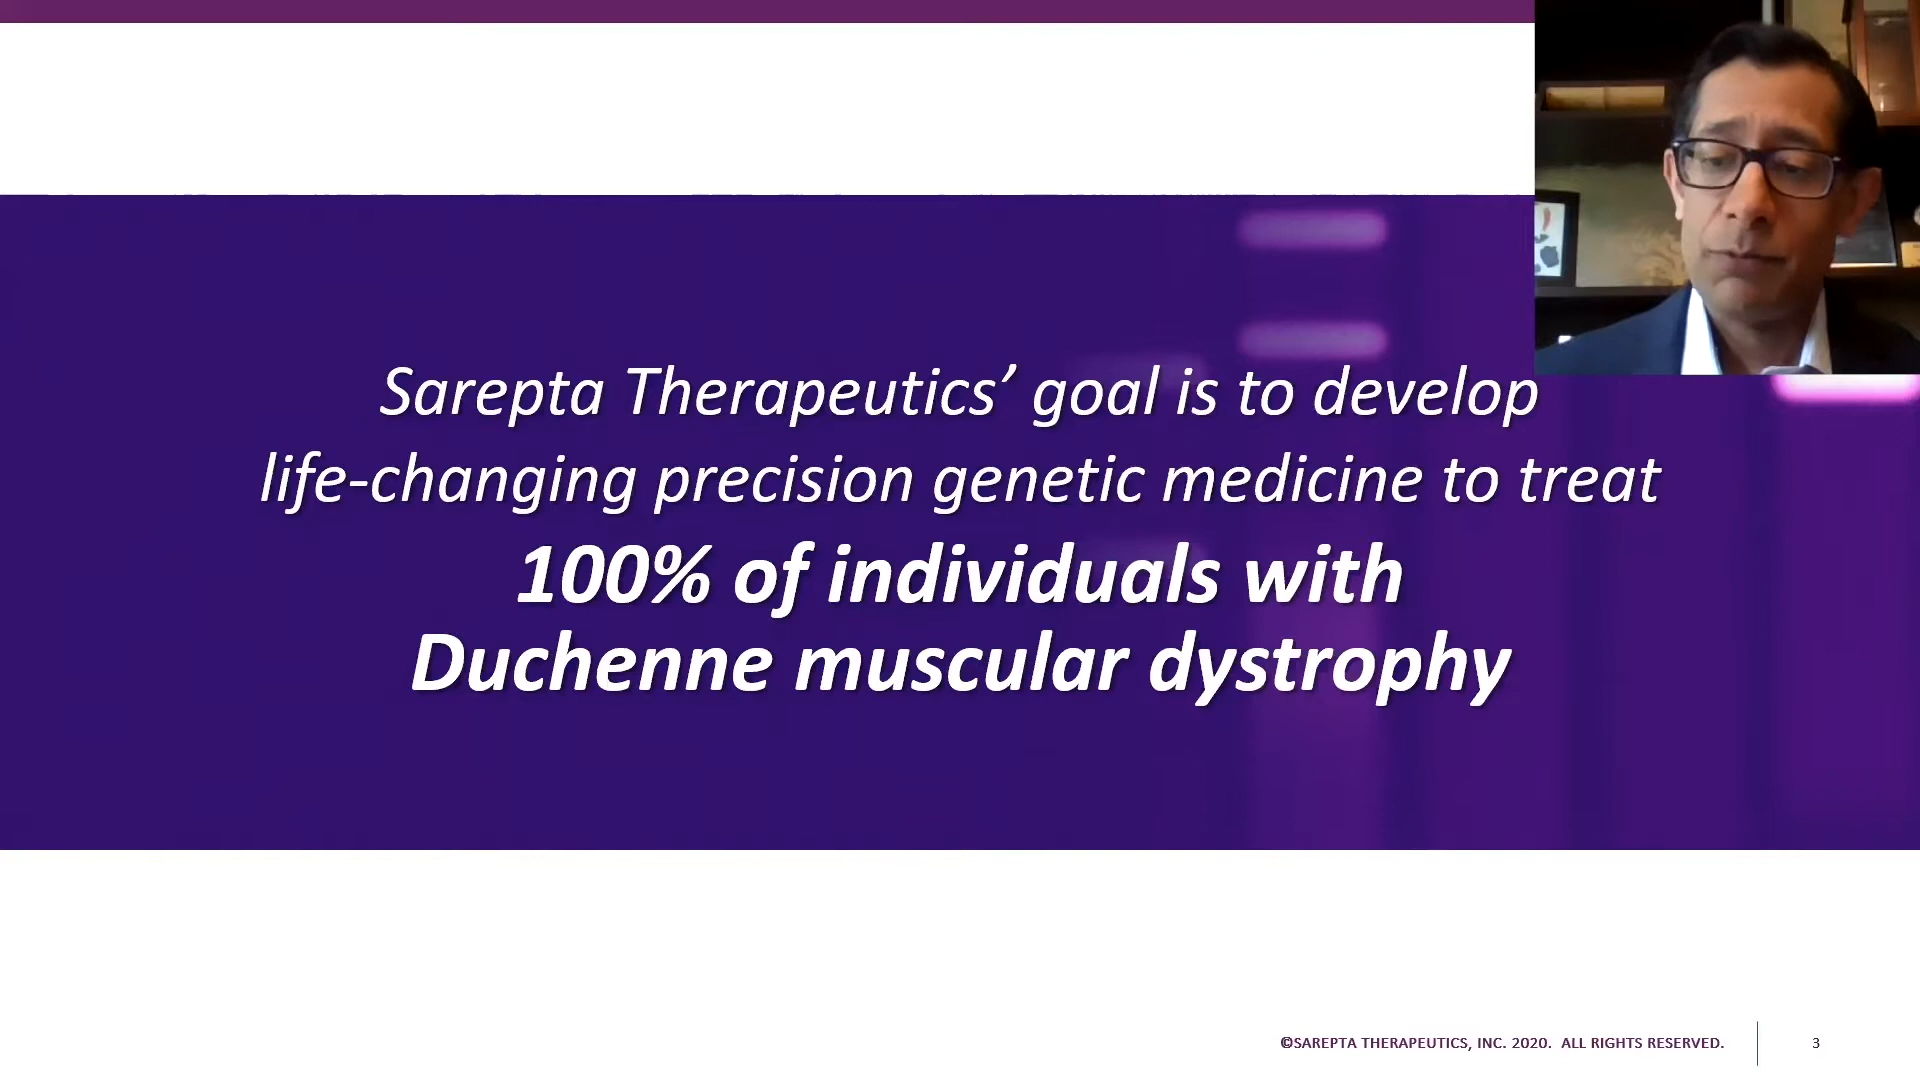 Sarepta Therapeutics’ goal is to develop
life-changing precision genetic medicine to treat
100% of individuals with
Duchenne muscular dystrophy
©SAREPTA THERAPEUTICS, INC. 2020. ALL RIGHTS RESERVED.
3